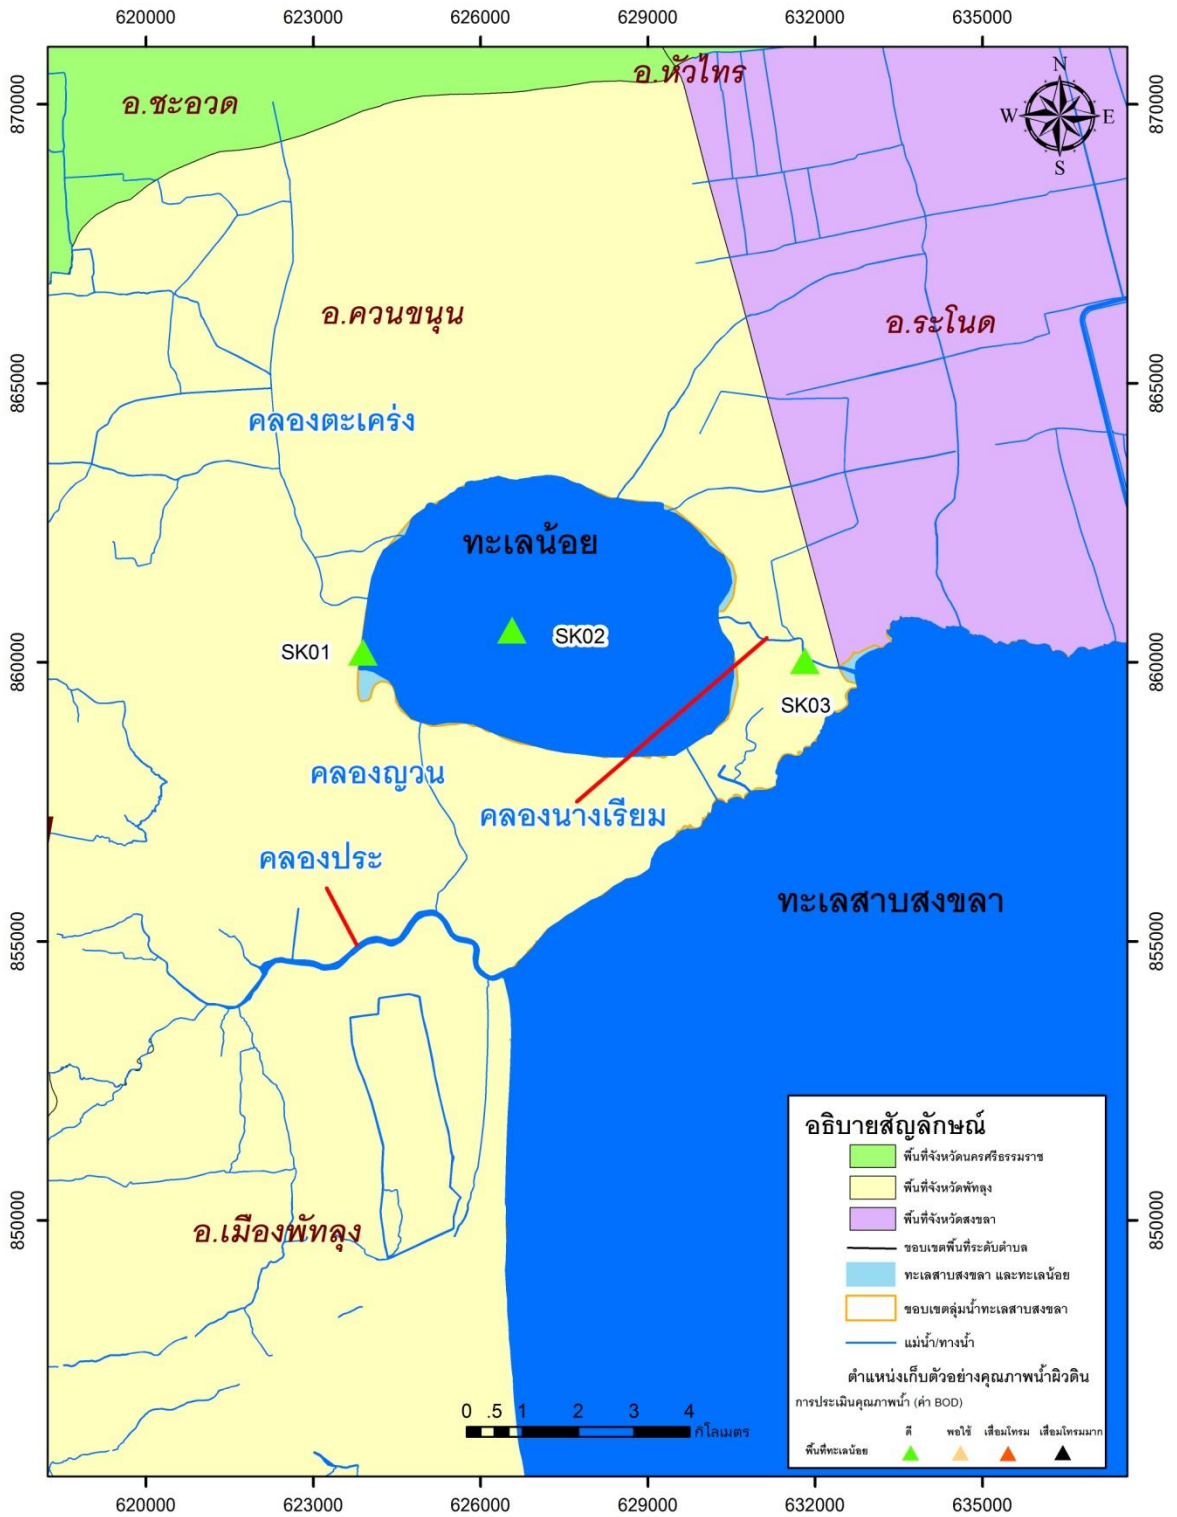 620000 623000 626000 629000 632000 635000
870000 870000
อ.หัวไทร
อ.ชะอวด
N
W E
S
อ.ควนขนุน
อ.ระโนด
865000 865000
คลองตะเคร่ง
ทะเลน้อย
SK01
SK02
860000 860000
SK03
คลองญวน
คลองนางเรียม
คลองประ
ทะเลสาบสงขลา
855000 855000
อธิบายสัญลักษณ์
พื้นที่จังหวัดนครศรีธรรมราช
พื้นที่จังหวัดพัทลุง
พื้นที่จังหวัดสงขลา
ขอบเขตพื้นที่ระดับตำบล
ทะเลสาบสงขลา และทะเลน้อย
ขอบเขตลุ่มน้ำทะเลสาบสงขลา
แม่น้ำ/ทางน้ำ
ตำแหน่งเก็บตัวอย่างคุณภาพน้ำผิวดิน
การประเมินคุณภาพน้ำ (ค่า BOD)
ดี พอใช้ เสื่อมโทรม เสื่อมโทรมมาก
พื้นที่ทะเลน้อย
850000 850000
อ.เมืองพัทลุง
0 .5 1 2 3 4
กิโลเมตร
620000 623000 626000 629000 632000 635000